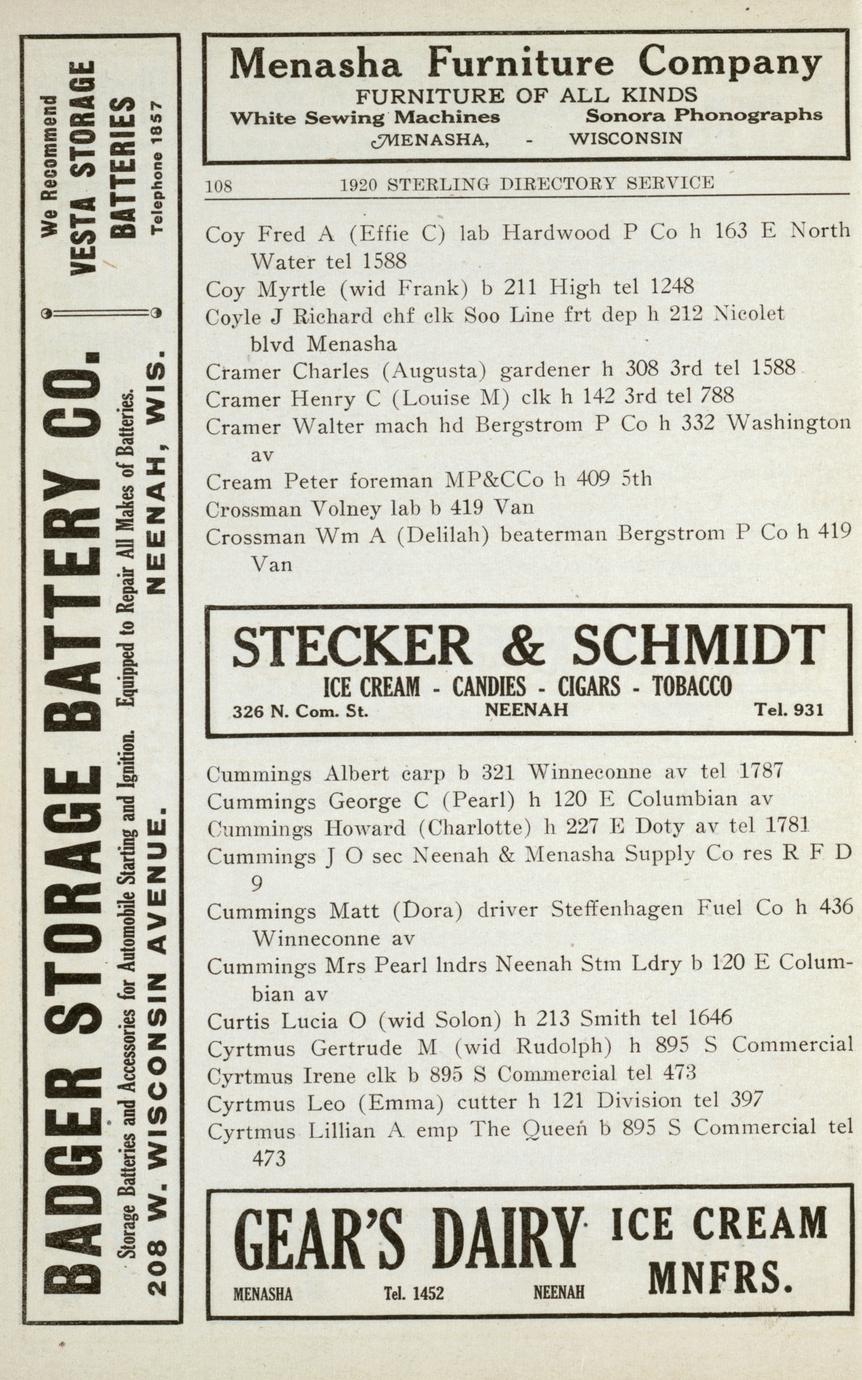 Menasha Furniture Company
FURNITURE OF ALL KINDS
White Sewing Machines Sonora Phonographs
MENASHA, - WISCONSIN
108 1920 STERLING DIRECTORY SERVICE
Coy Fred A (Effie C) lab Hardwood P Co h 163 E North
Water tel 1588
Coy Myrtle (wid Frank) b 211 High tel 1248
Coyle J Richard chf clk Soo Line frt dep h 212 Nicolet
blvd Menasha
Cramer Charles (Augusta) gardener h 308 3rd tel 1588
Cramer Henry C (Louise M) clk h 142 3rd tel 788
Cramer Walter mach hd Bergstrom P Co h 332 Washington
av
Cream Peter foreman MP&CCo h 409 5th
Crossman Volney lab b 419 Van
Crossman Wm A (Delilah) beaterman Bergstrom P Co h 419
Van
STECKER & SCHMIDT
ICE CREAM - CANDIES - CIGARS - TOBACCO
326 N. Com. St. NEENAH Tel. 931
Cummings Albert carp b 321 Winneconne av tel 1787
Cummings George C (Pearl) h 120 E Columbian av
Cummings Howard (Charlotte) h 227 E Doty av tel 1781
Cummings J O sec Neenah & Menasha Supply Co res R F D
9
Cummings Matt (Dora) driver Steffenhagen Fuel Co h 436
Winneconne av
Cummings Mrs Pearl lndrs Neenah Stm Ldry b 120 E Colum-
bian av
Curtis Lucia O (wid Solon) h 213 Smith tel 1646
Cyrtmus Gertrude M (wid Rudolph) h 895 S Commercial
Cyrtmus Irene clk b 895 S Commercial tel 473
Cyrtmus Leo (Emma) cutter h 121 Division tel 397
Cyrtmus Lillian A emp The Queen b 895 S Commercial tel
473
GEAR'S DAIRY ICE CREAM
MNFRS.
MENASHA Tel. 1452 NEENAH
BADGER STORAGE BATTERY CO.
Storage Batteries and Accessories for Automobile Starting and Ignition. Equipped to Repair All Makes of Batteries.
208 W. WISCONSIN AVENUE. NEENAH, WIS.
We Recommend
VESTA STORAGE
BATTERIES
Telephone 1857